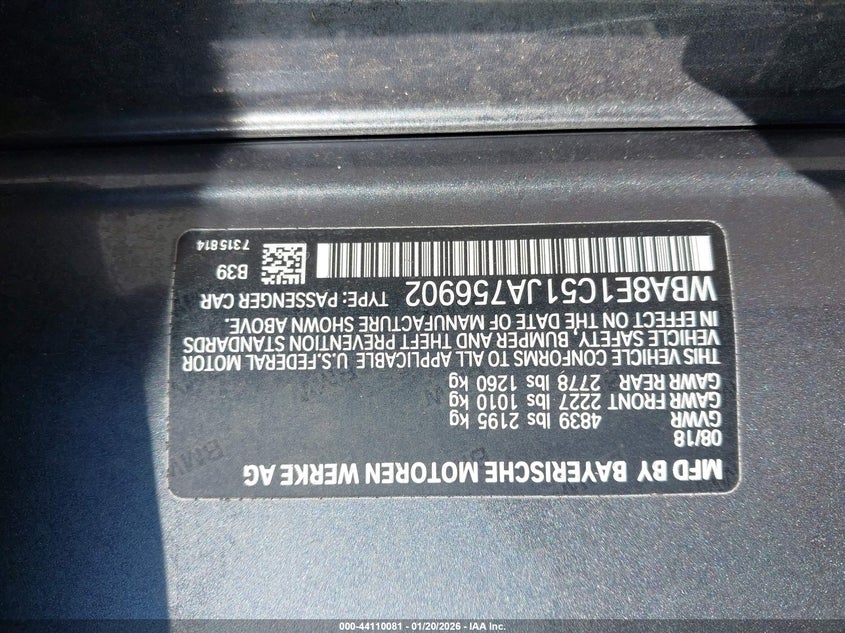 MFD BY BAYERISCHE MOTOREN WERKE AG
08/18
GVWR 4839 lbs 2195 kg
GAWR FRONT 2227 lbs 1010 kg
GAWR REAR 2778 lbs 1260 kg
THIS VEHICLE CONFORMS TO ALL APPLICABLE U.S.FEDERAL MOTOR
VEHICLE SAFETY, BUMPER AND THEFT PREVENTION STANDARDS
IN EFFECT ON THE DATE OF MANUFACTURE SHOWN ABOVE.
WBA8E1C51JA756902 TYPE: PASSENGER CAR
B39
7315814
000-44110081 - 01/20/2026 - IAA Inc.